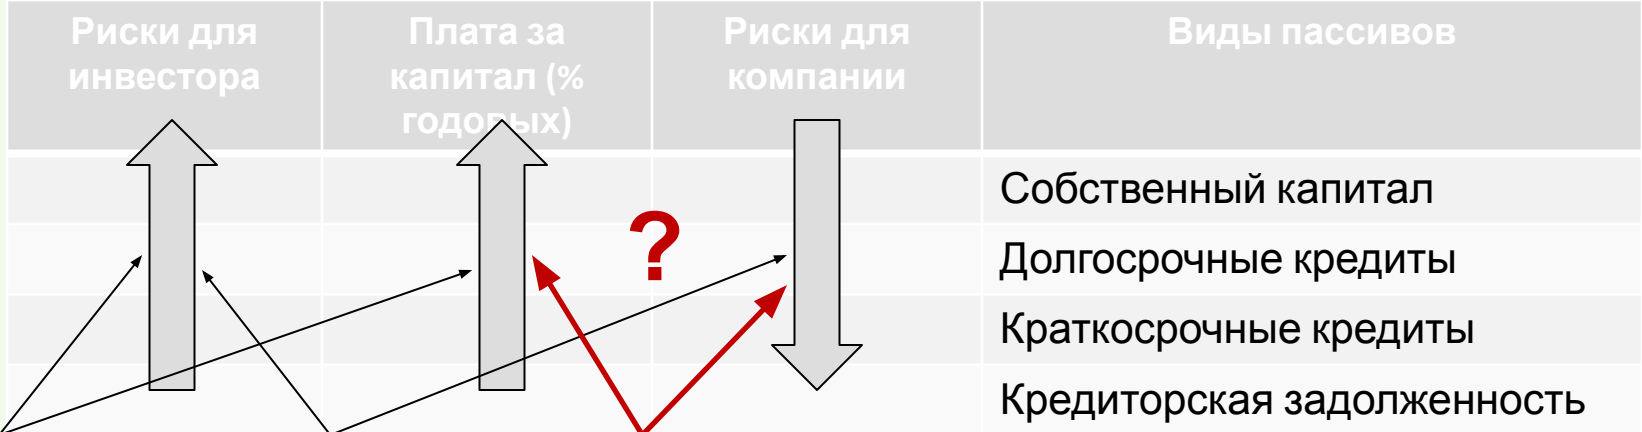 Риски для
инвестора
Плата за
капитал (%
годовых)
Риски для
компании
Виды пассивов
Собственный капитал
?
Долгосрочные кредиты
Краткосрочные кредиты
Кредиторская задолженность